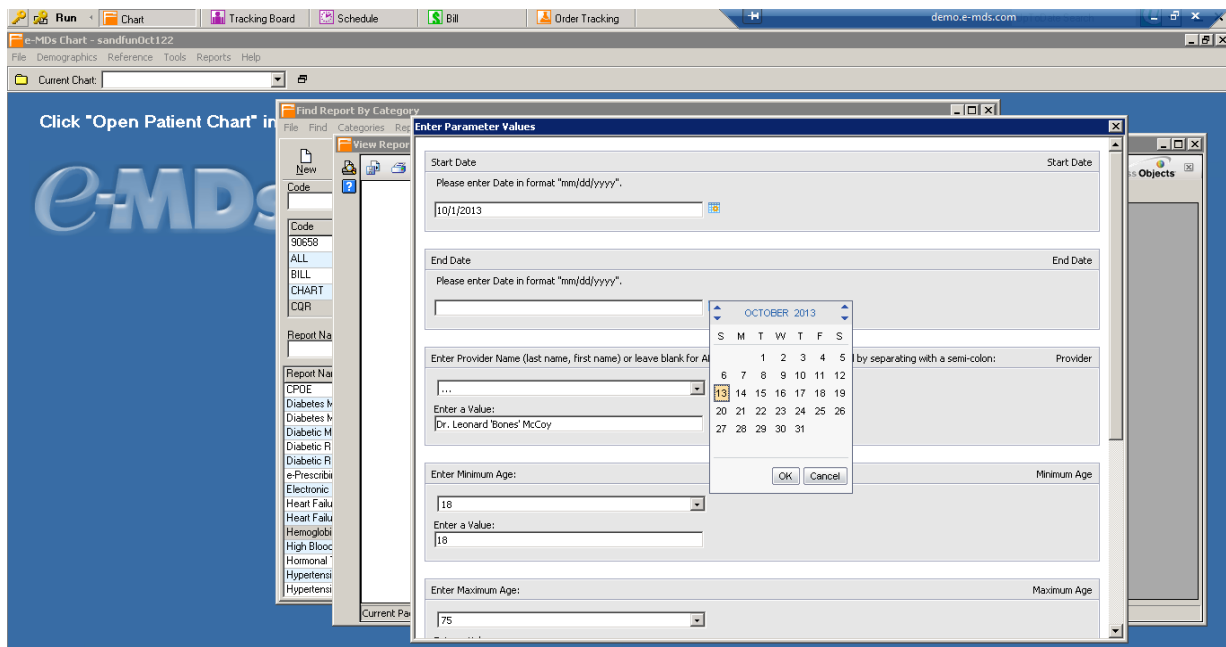 Run Chart Tracking Board Schedule Bill Order Tracking demo.e-mds.com
e-MDs Chart - sandfunOct122
File Demographics Reference Tools Reports Help
Current Chart:
Click "Open Patient Chart" in
e-MDs
Find Report By Category
File Find Categories Rep
New
Code
Code
90658
ALL
BILL
CHART
CQR
Report Na
Report Nar
CPOE
Diabetes M
Diabetes M
Diabetic M
Diabetic R
Diabetic R
e-Prescribi
Electronic
Heart Failu
Heart Failu
Hemoglobi
High Blooc
Hormonal
Hypertensi
Hypertensi
View Repor
Current Pa
Objects
Enter Parameter Values
Start Date Start Date
Please enter Date in format "mm/dd/yyyy".
10/1/2013
End Date End Date
Please enter Date in format "mm/dd/yyyy".
OCTOBER 2013
S M T W T F S
1 2 3 4 5
6 7 8 9 10 11 12
13 14 15 16 17 18 19
20 21 22 23 24 25 26
27 28 29 30 31
OK Cancel
Enter Provider Name (last name, first name) or leave blank for Al by separating with a semi-colon: Provider
...
Enter a Value:
Dr. Leonard 'Bones' McCoy
Enter Minimum Age: Minimum Age
18
Enter a Value:
18
Enter Maximum Age: Maximum Age
75